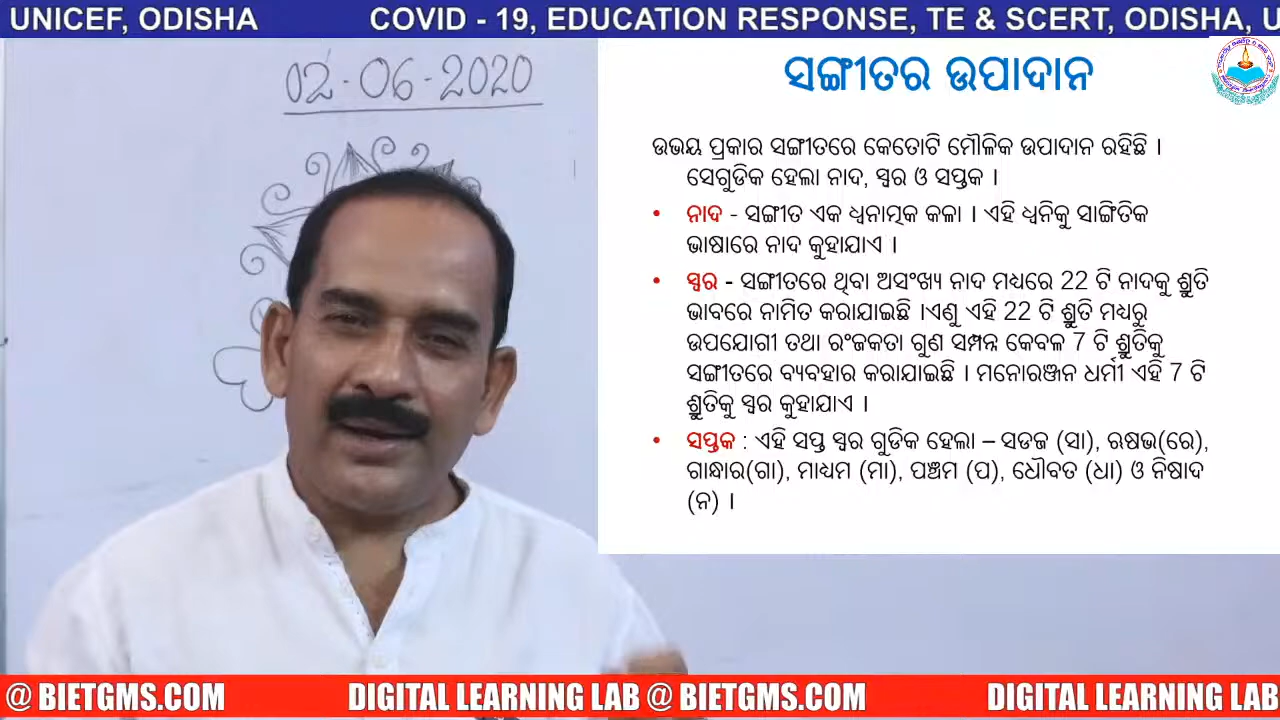 UNICEF, ODISHA COVID - 19, EDUCATION RESPONSE, TE & SCERT, ODISHA, U
02-06-2020
ସଙ୍ଗୀତର ଉପାଦାନ
ଉଭୟ ପ୍ରକାର ସଙ୍ଗୀତରେ କେତୋଟି ମୌଳିକ ଉପାଦାନ ରହିଛି ।
ସେଗୁଡିକ ହେଲା ନାଦ, ସ୍ୱର ଓ ସପ୍ତକ ।
• ନାଦ - ସଙ୍ଗୀତ ଏକ ଧ୍ୱନାତ୍ମକ କଳା । ଏହି ଧ୍ୱନିକୁ ସାଙ୍ଗିତିକ
ଭାଷାରେ ନାଦ କୁହାଯାଏ ।
• ସ୍ୱର - ସଙ୍ଗୀତରେ ଥିବା ଅସଂଖ୍ୟ ନାଦ ମଧ୍ୟରେ 22 ଟି ନାଦକୁ ଶ୍ରୁତି
ଭାବରେ ନାମିତ କରାଯାଇଛି ।ଏଣୁ ଏହି 22 ଟି ଶ୍ରୁତି ମଧ୍ୟରୁ
ଉପଯୋଗୀ ତଥା ରଂଜକତା ଗୁଣ ସମ୍ପନ୍ନ କେବଳ 7 ଟି ଶ୍ରୁତିକୁ
ସଙ୍ଗୀତରେ ବ୍ୟବହାର କରାଯାଇଛି । ମନୋରଞ୍ଜନ ଧର୍ମୀ ଏହି 7 ଟି
ଶ୍ରୁତିକୁ ସ୍ୱର କୁହାଯାଏ ।
• ସପ୍ତକ : ଏହି ସପ୍ତ ସ୍ୱର ଗୁଡିକ ହେଲା – ସଡଜ (ସା), ଋଷଭ(ରେ),
ଗାନ୍ଧାର(ଗା), ମାଧ୍ୟମ (ମା), ପଞ୍ଚମ (ପ), ଧୌବତ (ଧା) ଓ ନିଷାଦ
(ନ) ।
@ BIETGMS.COM DIGITAL LEARNING LAB @ BIETGMS.COM DIGITAL LEARNING LAB